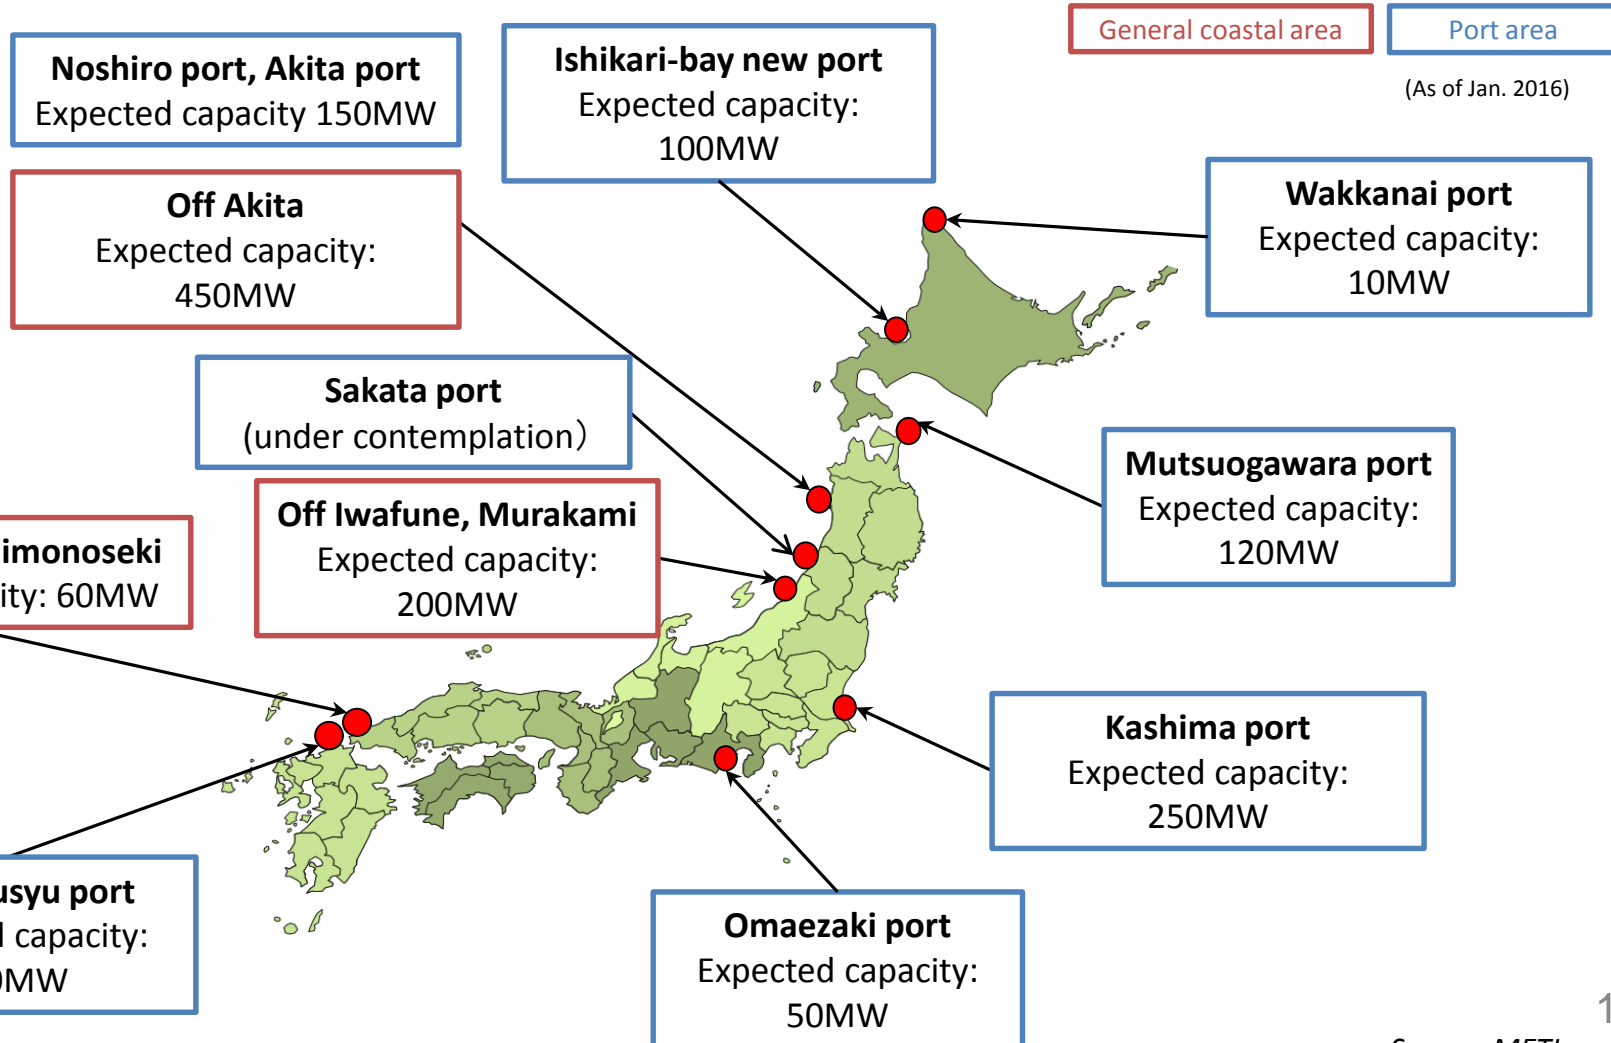 General coastal area
Port area
(As of Jan. 2016)
Noshiro port, Akita port
Expected capacity 150MW
Ishikari-bay new port
Expected capacity:
100MW
Off Akita
Expected capacity:
450MW
Wakkanai port
Expected capacity:
10MW
Sakata port
(under contemplation）
Mutsuogawara port
Expected capacity:
120MW
Off Iwafune, Murakami
Expected capacity:
200MW
imonoseki
ity: 60MW
Kashima port
Expected capacity:
250MW
usyu port
capacity:
0MW
Omaezaki port
Expected capacity:
50MW
1
METI